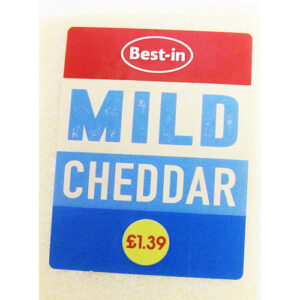 Best-in
MILD
CHEDDAR
£1.39